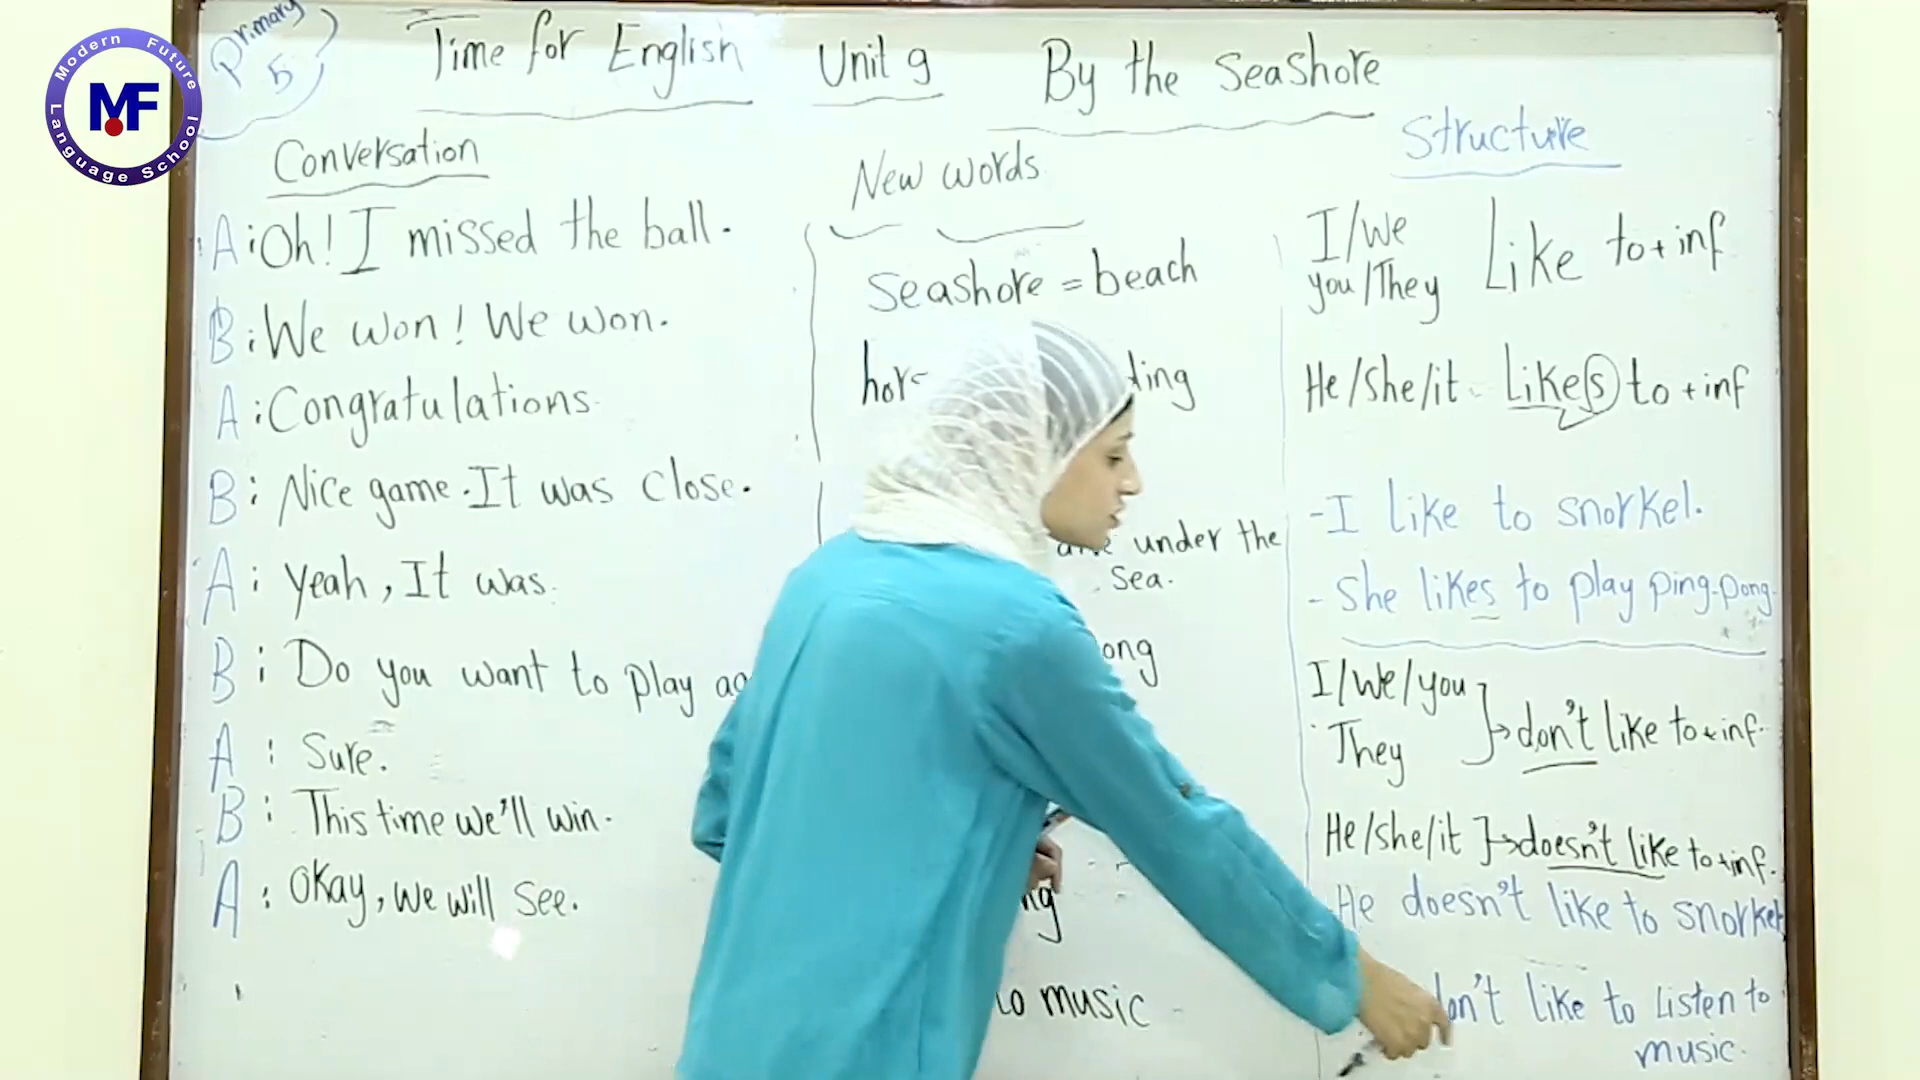 Modern Future
MF
Language School
Primary 5
Time for English Unit 9 By the Seashore
Conversation
A: Oh! I missed the ball.
B: We won! We won.
A: Congratulations
B: Nice game. It was close.
A: Yeah, It was.
B: Do you want to play
A: Sure.
B: This time we'll win.
A: Okay, we will see.
New words
seashore = beach
under the
sea.
to music
Structure
I/We
you/They Like to + inf
He/she/it Likes to + inf
- I like to snorkel.
- She likes to play ping-pong.
I/we/you
They → don't like to + inf.
He/she/it → doesn't like to + inf.
He doesn't like to snorkel
don't like to Listen to
music.